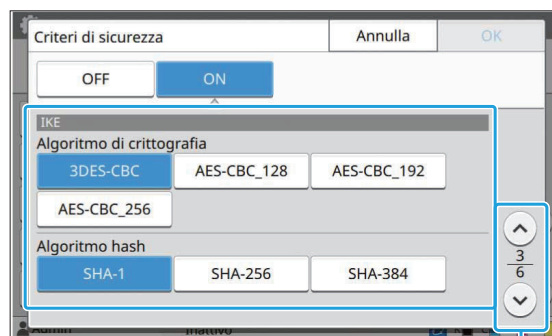 Criteri di sicurezza
Annulla
OK
OFF
ON
IKE
Algoritmo di crittografia
3DES-CBC
AES-CBC_128
AES-CBC_192
AES-CBC_256
3
6
Algoritmo hash
SHA-1
SHA-256
SHA-384
Admin
Inattivo